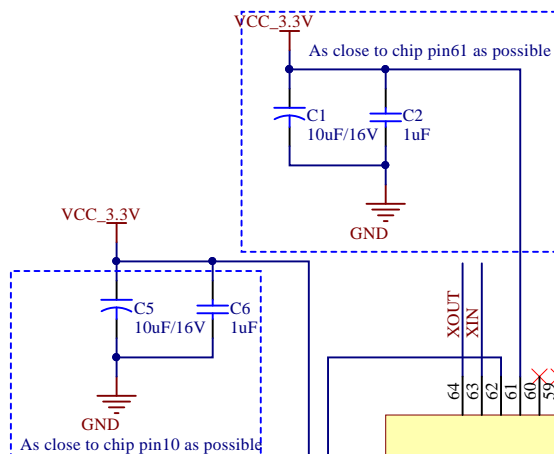 VCC_3.3V
As close to chip pin61 as possible
C1
10uF/16V
C2
1uF
GND
VCC_3.3V
C5
10uF/16V
C6
1uF
GND
As close to chip pin10 as possible
XOUT
XIN
64
63
62
61
60
59